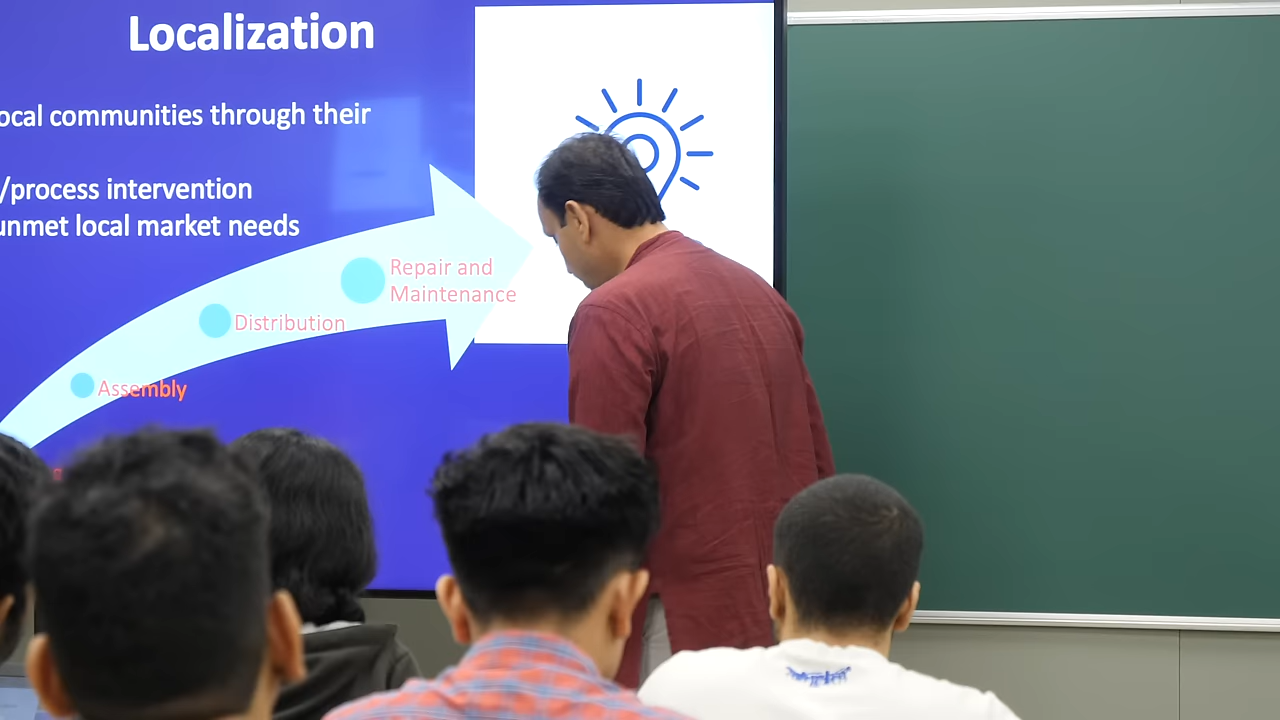 Localization
ocal communities through their
/process intervention
unmet local market needs
Repair and
Maintenance
Distribution
Assembly